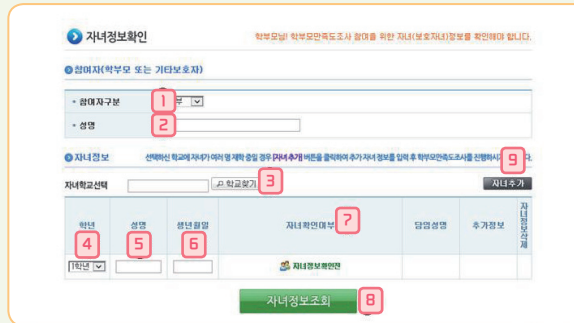 자녀정보확인
학부모님! 학부모만족도조사 참여를 위한 자녀(보호자녀)정보를 확인해야 합니다.
참여자(학부모 또는 기타보호자)
참여자구분 1 부
성명 2
자녀정보 선택하신 학교에 자녀가 여러 명 재학 중일 경우 [자녀추가] 버튼을 클릭하여 추가 자녀 정보를 입력 후 학부모만족도조사를 진행하시 9 다.
자녀학교선택 학교찾기 3 자녀추가
학년 성명 생년월일 자녀확인여부 7 담임성명 추가정보 자녀정보삭제
4 5 6
1학년 자녀정보확인전
자녀정보조회 8